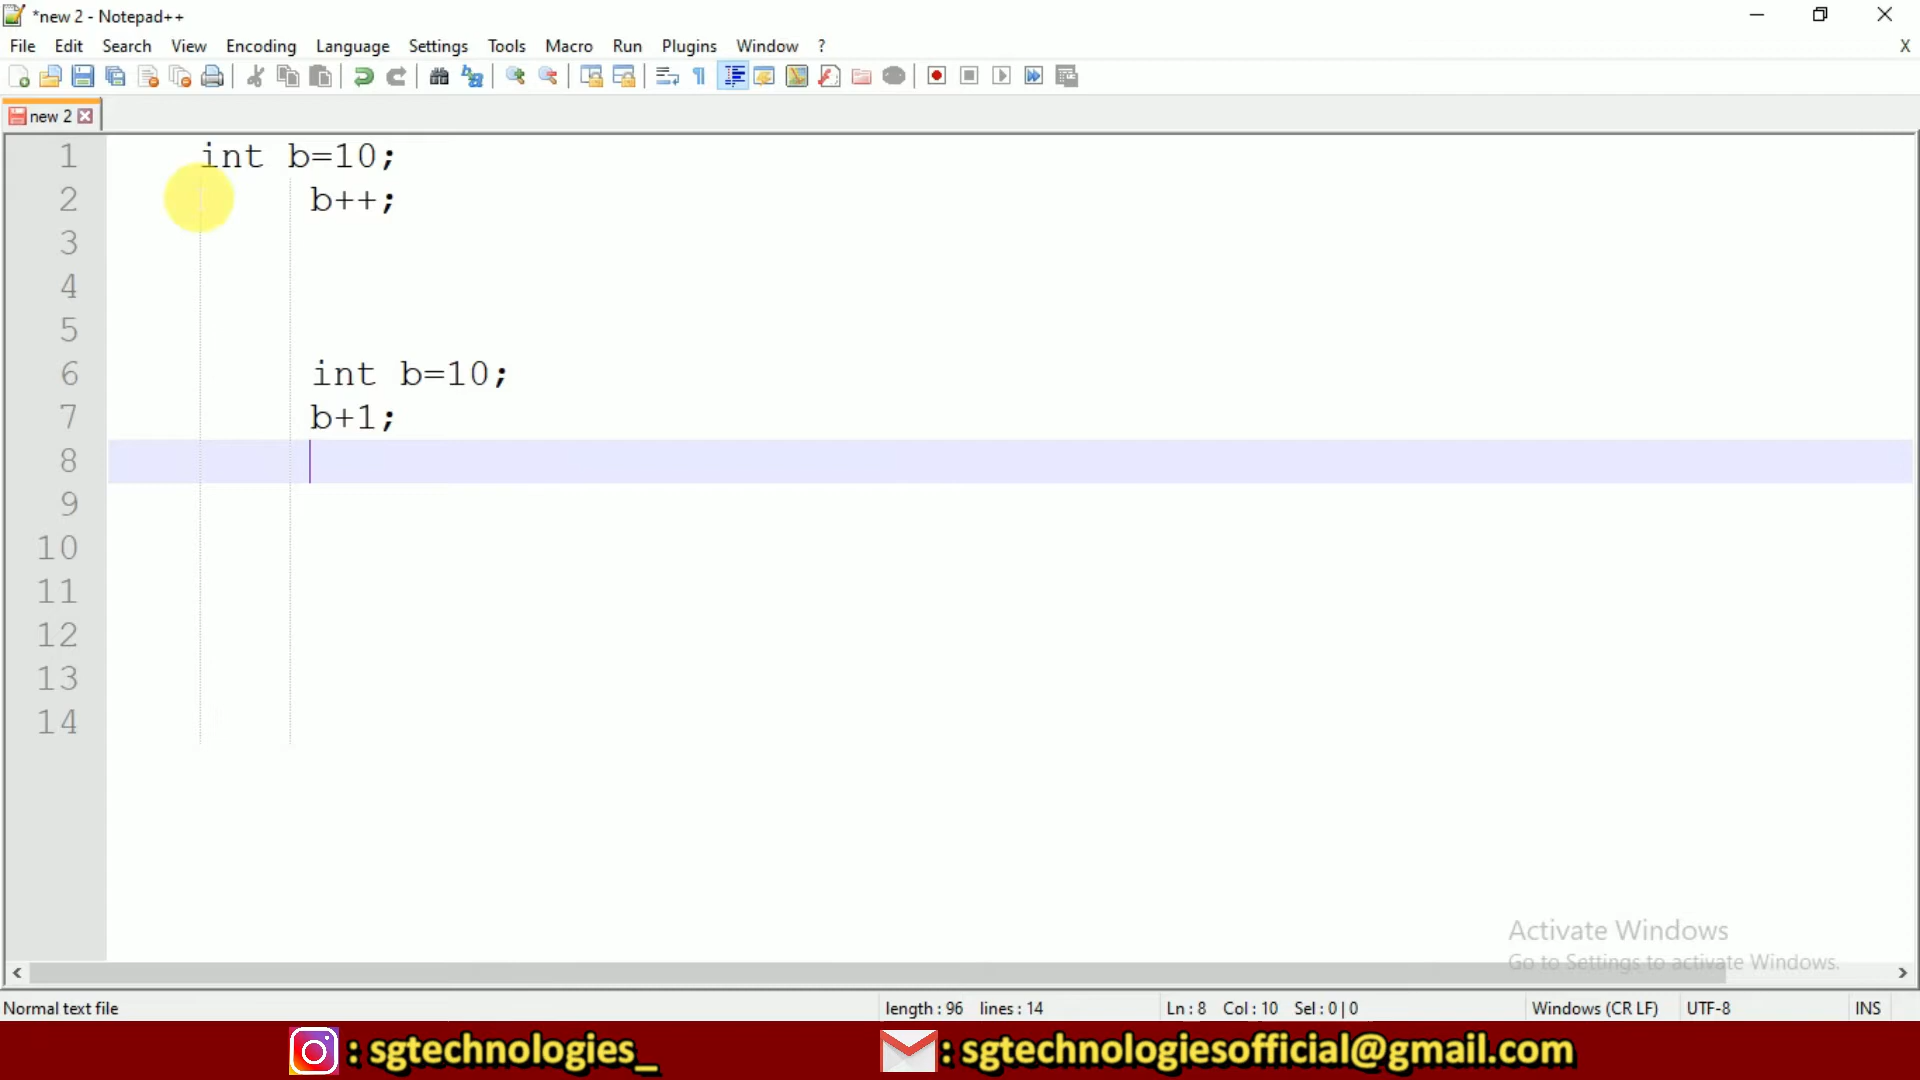 *new 2 - Notepad++
File Edit Search View Encoding Language Settings Tools Macro Run Plugins Window ? X
new 2
1 int b=10;
2 b++;
3
4
5
6 int b=10;
7 b+1;
8
9
10
11
12
13
14
Activate Windows
Go to Settings to activate Windows.
Normal text file length : 96 lines : 14 Ln : 8 Col : 10 Sel : 0 | 0 Windows (CR LF) UTF-8 INS
: sgtechnologies_ : sgtechnologiesofficial@gmail.com